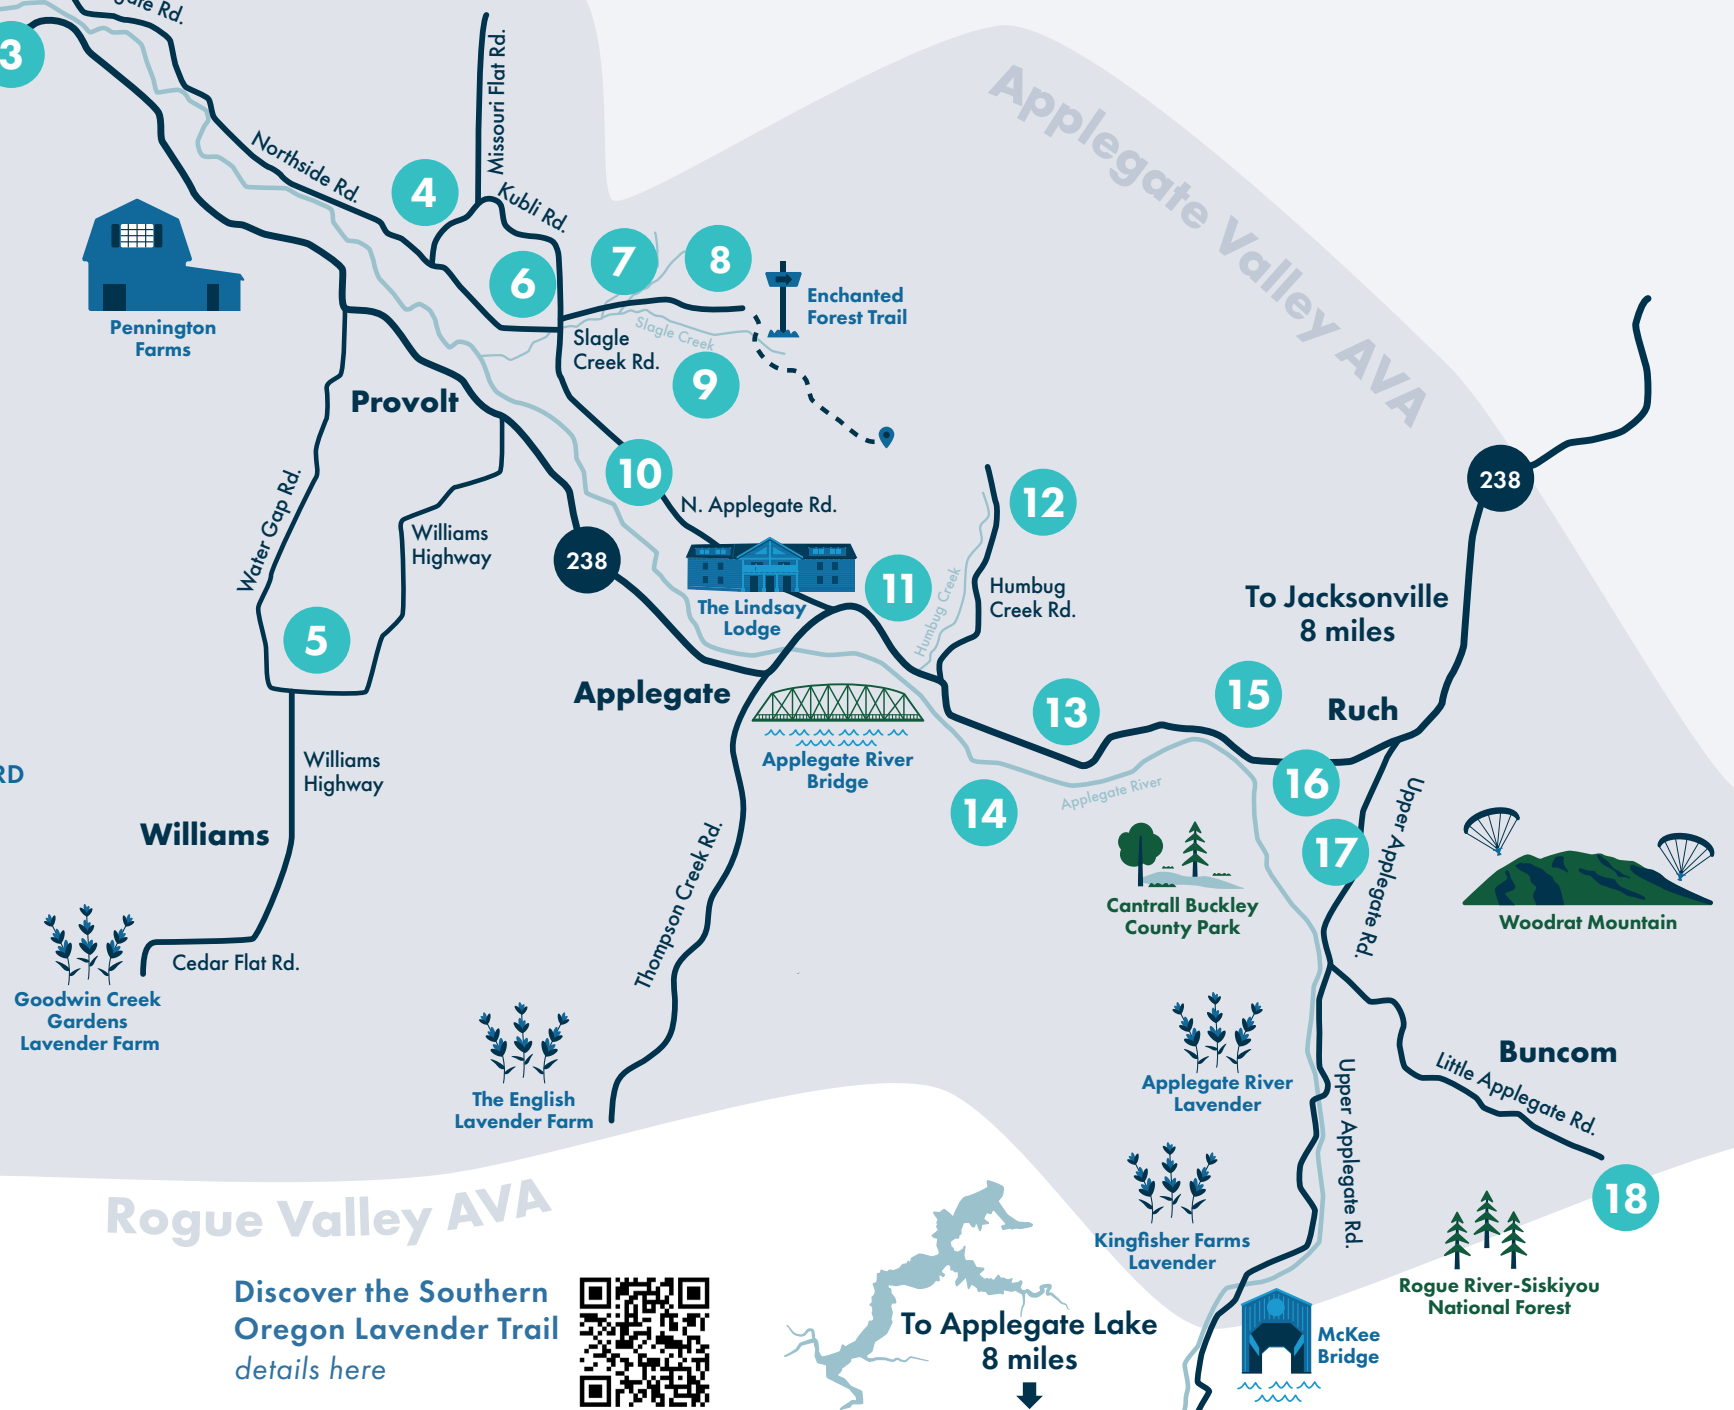 Rd.
3
Missouri Flat Rd.
Northside Rd.
4
Kubli Rd.
Applegate Valley AVA
6
7
8
Enchanted
Forest Trail
Pennington
Farms
Slagle
Creek Rd.
Slagle Creek
9
Provolt
10
N. Applegate Rd.
12
238
Water Gap Rd.
Williams
Highway
238
11
The Lindsay
Lodge
Humbug Creek
Humbug
Creek Rd.
To Jacksonville
8 miles
5
Applegate
13
15
Ruch
Applegate River
Bridge
Williams
Highway
14
Applegate River
16
Upper Applegate Rd.
RD
Williams
Thompson Creek Rd.
17
Cantrall Buckley
County Park
Woodrat Mountain
Cedar Flat Rd.
Goodwin Creek
Gardens
Lavender Farm
The English
Lavender Farm
Applegate River
Lavender
Upper Applegate Rd.
Buncom
Little Applegate Rd.
18
Rogue Valley AVA
Kingfisher Farms
Lavender
Rogue River-Siskiyou
National Forest
Discover the Southern
Oregon Lavender Trail
details here
To Applegate Lake
8 miles
McKee
Bridge